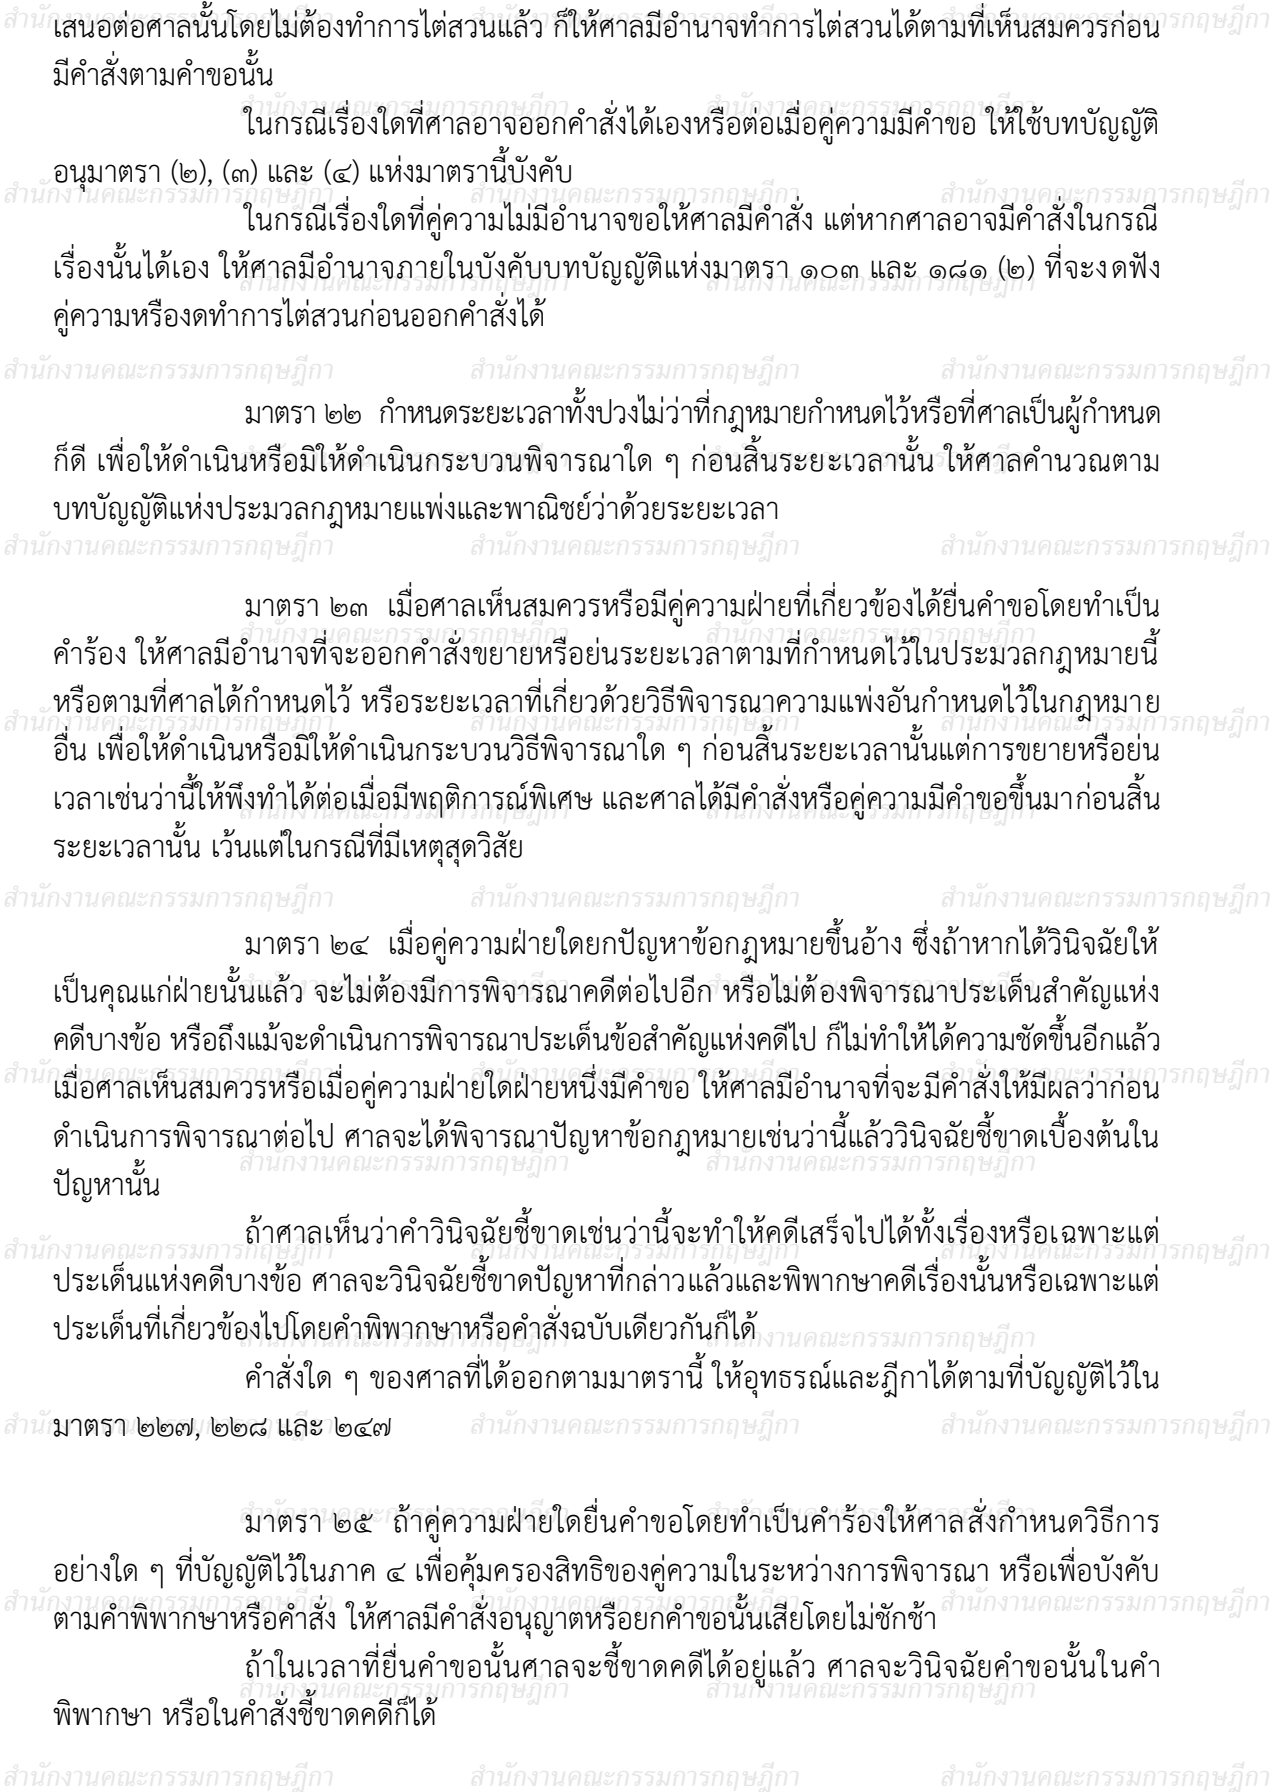 เสนอต่อศาลนั้นโดยไม่ต้องทำการไต่สวนแล้ว ก็ให้ศาลมีอำนาจทำการไต่สวนได้ตามที่เห็นสมควรก่อน
มีคำสั่งตามคำขอนั้น
ในกรณีเรื่องใดที่ศาลอาจออกคำสั่งได้เองหรือต่อเมื่อคู่ความมีคำขอ ให้ใช้บทบัญญัติ
อนุมาตรา (๒), (๓) และ (๔) แห่งมาตรานี้บังคับ
ในกรณีเรื่องใดที่คู่ความไม่มีอำนาจขอให้ศาลมีคำสั่ง แต่หากศาลอาจมีคำสั่งในกรณี
เรื่องนั้นได้เอง ให้ศาลมีอำนาจภายในบังคับบทบัญญัติแห่งมาตรา ๑๐๓ และ ๑๘๑ (๒) ที่จะงดฟัง
คู่ความหรืองดทำการไต่สวนก่อนออกคำสั่งได้
มาตรา ๒๒  กำหนดระยะเวลาทั้งปวงไม่ว่าที่กฎหมายกำหนดไว้หรือที่ศาลเป็นผู้กำหนด
ก็ดี เพื่อให้ดำเนินหรือมิให้ดำเนินกระบวนพิจารณาใด ๆ ก่อนสิ้นระยะเวลานั้น ให้ศาลคำนวณตาม
บทบัญญัติแห่งประมวลกฎหมายแพ่งและพาณิชย์ว่าด้วยระยะเวลา
มาตรา ๒๓  เมื่อศาลเห็นสมควรหรือมีคู่ความฝ่ายที่เกี่ยวข้องได้ยื่นคำขอโดยทำเป็น
คำร้อง ให้ศาลมีอำนาจที่จะออกคำสั่งขยายหรือย่นระยะเวลาตามที่กำหนดไว้ในประมวลกฎหมายนี้
หรือตามที่ศาลได้กำหนดไว้ หรือระยะเวลาที่เกี่ยวด้วยวิธีพิจารณาความแพ่งอันกำหนดไว้ในกฎหมาย
อื่น เพื่อให้ดำเนินหรือมิให้ดำเนินกระบวนวิธีพิจารณาใด ๆ ก่อนสิ้นระยะเวลานั้นแต่การขยายหรือย่น
เวลาเช่นว่านี้ให้พึงทำได้ต่อเมื่อมีพฤติการณ์พิเศษ และศาลได้มีคำสั่งหรือคู่ความมีคำขอขึ้นมาก่อนสิ้น
ระยะเวลานั้น เว้นแต่ในกรณีที่มีเหตุสุดวิสัย
มาตรา ๒๔  เมื่อคู่ความฝ่ายใดยกปัญหาข้อกฎหมายขึ้นอ้าง ซึ่งถ้าหากได้วินิจฉัยให้
เป็นคุณแก่ฝ่ายนั้นแล้ว จะไม่ต้องมีการพิจารณาคดีต่อไปอีก หรือไม่ต้องพิจารณาประเด็นสำคัญแห่ง
คดีบางข้อ หรือถึงแม้จะดำเนินการพิจารณาประเด็นข้อสำคัญแห่งคดีไป ก็ไม่ทำให้ได้ความชัดขึ้นอีกแล้ว
เมื่อศาลเห็นสมควรหรือเมื่อคู่ความฝ่ายใดฝ่ายหนึ่งมีคำขอ ให้ศาลมีอำนาจที่จะมีคำสั่งให้มีผลว่าก่อน
ดำเนินการพิจารณาต่อไป ศาลจะได้พิจารณาปัญหาข้อกฎหมายเช่นว่านี้แล้ววินิจฉัยชี้ขาดเบื้องต้นใน
ปัญหานั้น
ถ้าศาลเห็นว่าคำวินิจฉัยชี้ขาดเช่นว่านี้จะทำให้คดีเสร็จไปได้ทั้งเรื่องหรือเฉพาะแต่
ประเด็นแห่งคดีบางข้อ ศาลจะวินิจฉัยชี้ขาดปัญหาที่กล่าวแล้วและพิพากษาคดีเรื่องนั้นหรือเฉพาะแต่
ประเด็นที่เกี่ยวข้องไปโดยคำพิพากษาหรือคำสั่งฉบับเดียวกันก็ได้
คำสั่งใด ๆ ของศาลที่ได้ออกตามมาตรานี้ ให้อุทธรณ์และฎีกาได้ตามที่บัญญัติไว้ใน
มาตรา ๒๒๗, ๒๒๘ และ ๒๔๗
มาตรา ๒๕  ถ้าคู่ความฝ่ายใดยื่นคำขอโดยทำเป็นคำร้องให้ศาลสั่งกำหนดวิธีการ
อย่างใด ๆ ที่บัญญัติไว้ในภาค ๔ เพื่อคุ้มครองสิทธิของคู่ความในระหว่างการพิจารณา หรือเพื่อบังคับ
ตามคำพิพากษาหรือคำสั่ง ให้ศาลมีคำสั่งอนุญาตหรือยกคำขอนั้นเสียโดยไม่ชักช้า
ถ้าในเวลาที่ยื่นคำขอนั้นศาลจะชี้ขาดคดีได้อยู่แล้ว ศาลจะวินิจฉัยคำขอนั้นในคำ
พิพากษา หรือในคำสั่งชี้ขาดคดีก็ได้
สำนักงานคณะกรรมการกฤษฎีกา สำนักงานคณะกรรมการกฤษฎีกา สำนักงานคณะกรรมการกฤษฎีกา